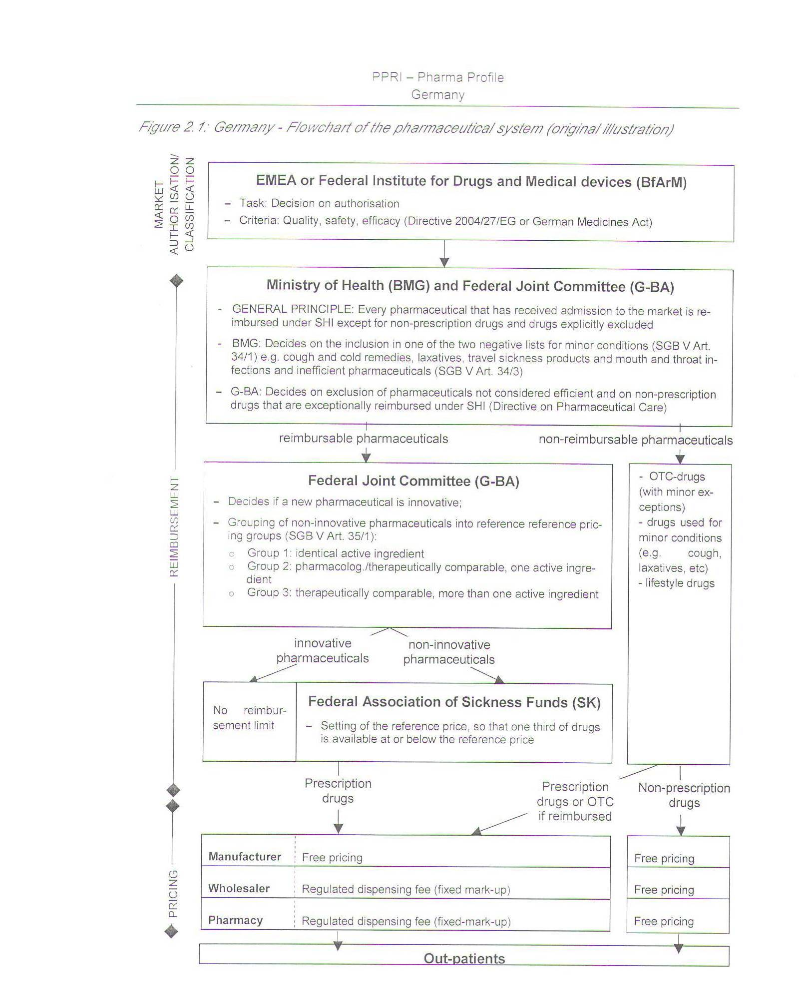 PPRI – Pharma Profile
Germany
Figure 2.1: Germany - Flowchart of the pharmaceutical system (original illustration)
MARKET
AUTHORISATION/
CLASSIFICATION
EMEA or Federal Institute for Drugs and Medical devices (BfArM)
– Task: Decision on authorisation
– Criteria: Quality, safety, efficacy (Directive 2004/27/EG or German Medicines Act)
Ministry of Health (BMG) and Federal Joint Committee (G-BA)
- GENERAL PRINCIPLE: Every pharmaceutical that has received admission to the market is re-
imbursed under SHI except for non-prescription drugs and drugs explicitly excluded
- BMG: Decides on the inclusion in one of the two negative lists for minor conditions (SGB V Art.
34/1) e.g. cough and cold remedies, laxatives, travel sickness products and mouth and throat in-
fections and inefficient pharmaceuticals (SGB V Art. 34/3)
– G-BA: Decides on exclusion of pharmaceuticals not considered efficient and on non-prescription
drugs that are exceptionally reimbursed under SHI (Directive on Pharmaceutical Care)
reimbursable pharmaceuticals
non-reimbursable pharmaceuticals
REIMBURSEMENT
Federal Joint Committee (G-BA)
– Decides if a new pharmaceutical is innovative;
– Grouping of non-innovative pharmaceuticals into reference reference pric-
ing groups (SGB V Art. 35/1):
○ Group 1: identical active ingredient
○ Group 2: pharmacolog./therapeutically comparable, one active ingre-
dient
○ Group 3: therapeutically comparable, more than one active ingredient
- OTC-drugs
(with minor ex-
ceptions)
- drugs used for
minor conditions
(e.g. cough,
laxatives, etc)
- lifestyle drugs
innovative
pharmaceuticals
non-innovative
pharmaceuticals
No reimbur-
sement limit
Federal Association of Sickness Funds (SK)
– Setting of the reference price, so that one third of drugs
is available at or below the reference price
Prescription
drugs
Prescription
drugs or OTC
if reimbursed
Non-prescription
drugs
PRICING
Manufacturer Free pricing
Free pricing
Wholesaler Regulated dispensing fee (fixed mark-up)
Free pricing
Pharmacy Regulated dispensing fee (fixed-mark-up)
Free pricing
Out-patients